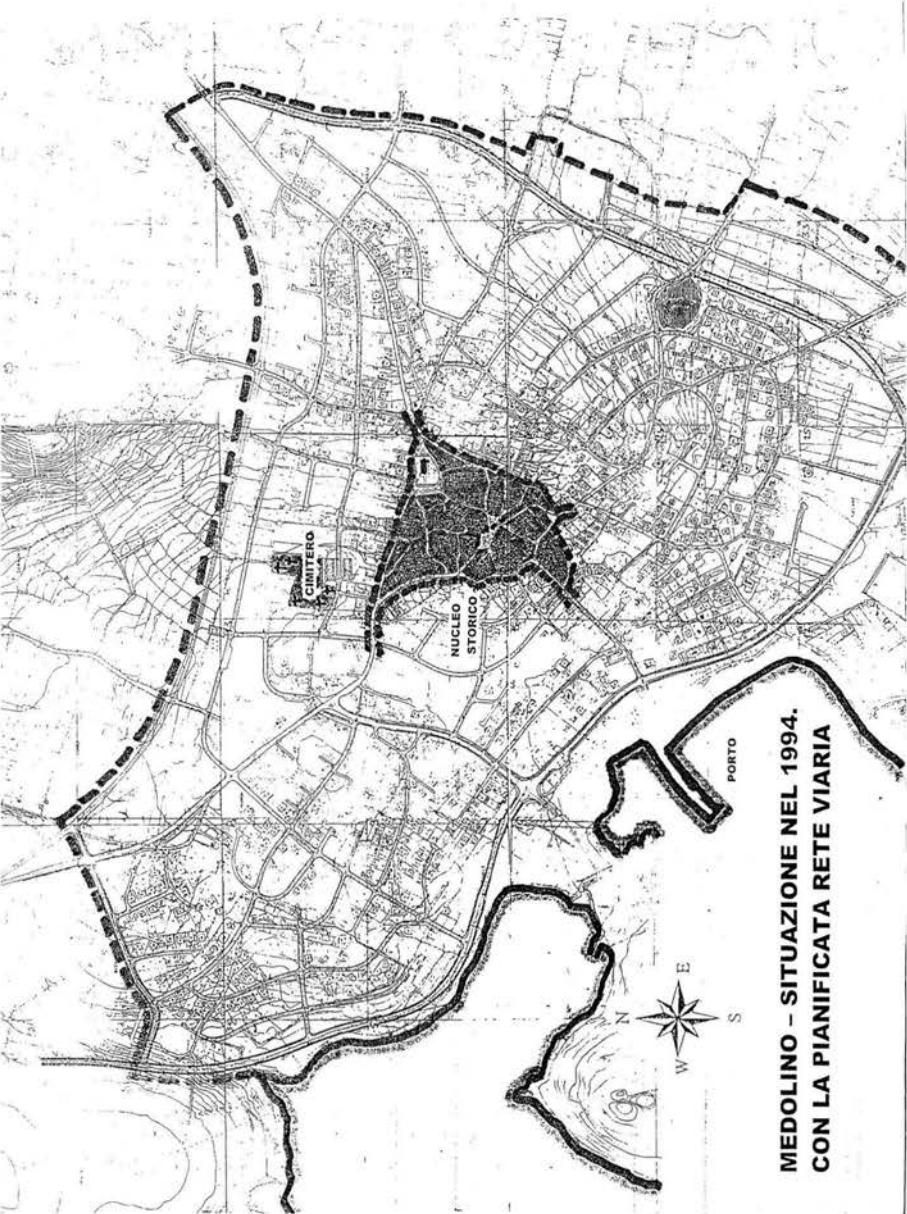 CIMITERO
NUCLEO
STORICO
PORTO
N
W
E
S
MEDOLINO – SITUAZIONE NEL 1994.
CON LA PIANIFICATA RETE VIARIA